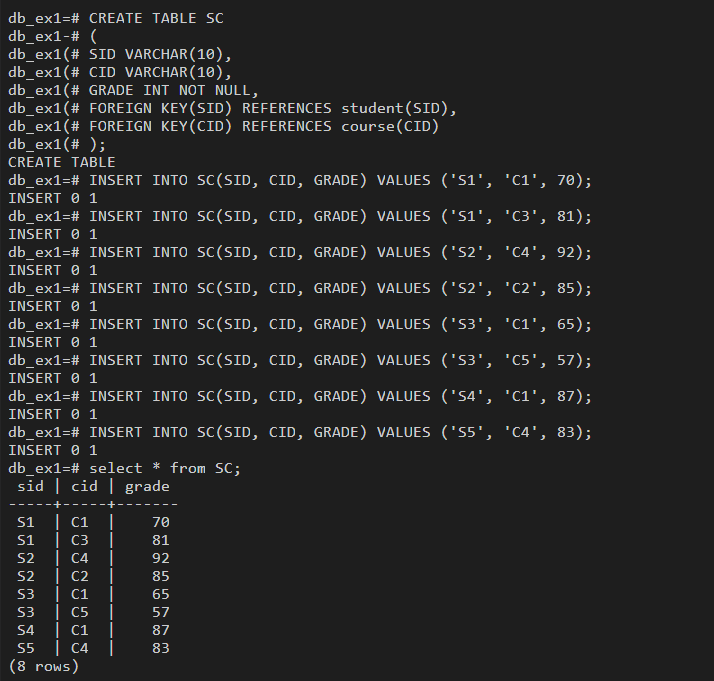 db_ex1=# CREATE TABLE SC
db_ex1-# (
db_ex1(# SID VARCHAR(10),
db_ex1(# CID VARCHAR(10),
db_ex1(# GRADE INT NOT NULL,
db_ex1(# FOREIGN KEY(SID) REFERENCES student(SID),
db_ex1(# FOREIGN KEY(CID) REFERENCES course(CID)
db_ex1(# );
CREATE TABLE
db_ex1=# INSERT INTO SC(SID, CID, GRADE) VALUES ('S1', 'C1', 70);
INSERT 0 1
db_ex1=# INSERT INTO SC(SID, CID, GRADE) VALUES ('S1', 'C3', 81);
INSERT 0 1
db_ex1=# INSERT INTO SC(SID, CID, GRADE) VALUES ('S2', 'C4', 92);
INSERT 0 1
db_ex1=# INSERT INTO SC(SID, CID, GRADE) VALUES ('S2', 'C2', 85);
INSERT 0 1
db_ex1=# INSERT INTO SC(SID, CID, GRADE) VALUES ('S3', 'C1', 65);
INSERT 0 1
db_ex1=# INSERT INTO SC(SID, CID, GRADE) VALUES ('S3', 'C5', 57);
INSERT 0 1
db_ex1=# INSERT INTO SC(SID, CID, GRADE) VALUES ('S4', 'C1', 87);
INSERT 0 1
db_ex1=# INSERT INTO SC(SID, CID, GRADE) VALUES ('S5', 'C4', 83);
INSERT 0 1
db_ex1=# select * from SC;
 sid | cid | grade
-----+-----+-------
 S1  | C1  |    70
 S1  | C3  |    81
 S2  | C4  |    92
 S2  | C2  |    85
 S3  | C1  |    65
 S3  | C5  |    57
 S4  | C1  |    87
 S5  | C4  |    83
(8 rows)